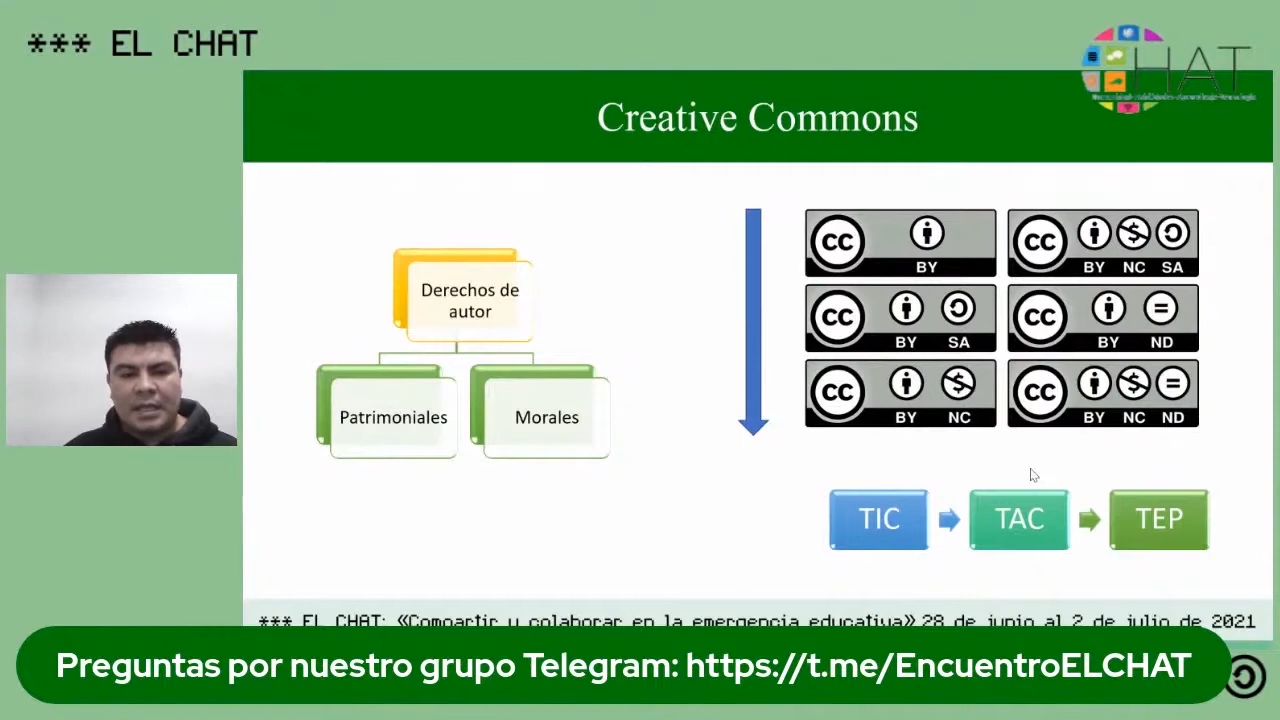 *** EL CHAT
HAT
Creative Commons
Derechos de
autor
Patrimoniales
Morales
cc
BY
cc
BY NC SA
cc
BY SA
cc
BY ND
cc
BY NC
cc
BY NC ND
TIC
TAC
TEP
*** EL CHAT: «Compartir y colaborar en la emergencia educativa» 28 de junio al 2 de julio de 2021
Preguntas por nuestro grupo Telegram: https://t.me/EncuentroELCHAT